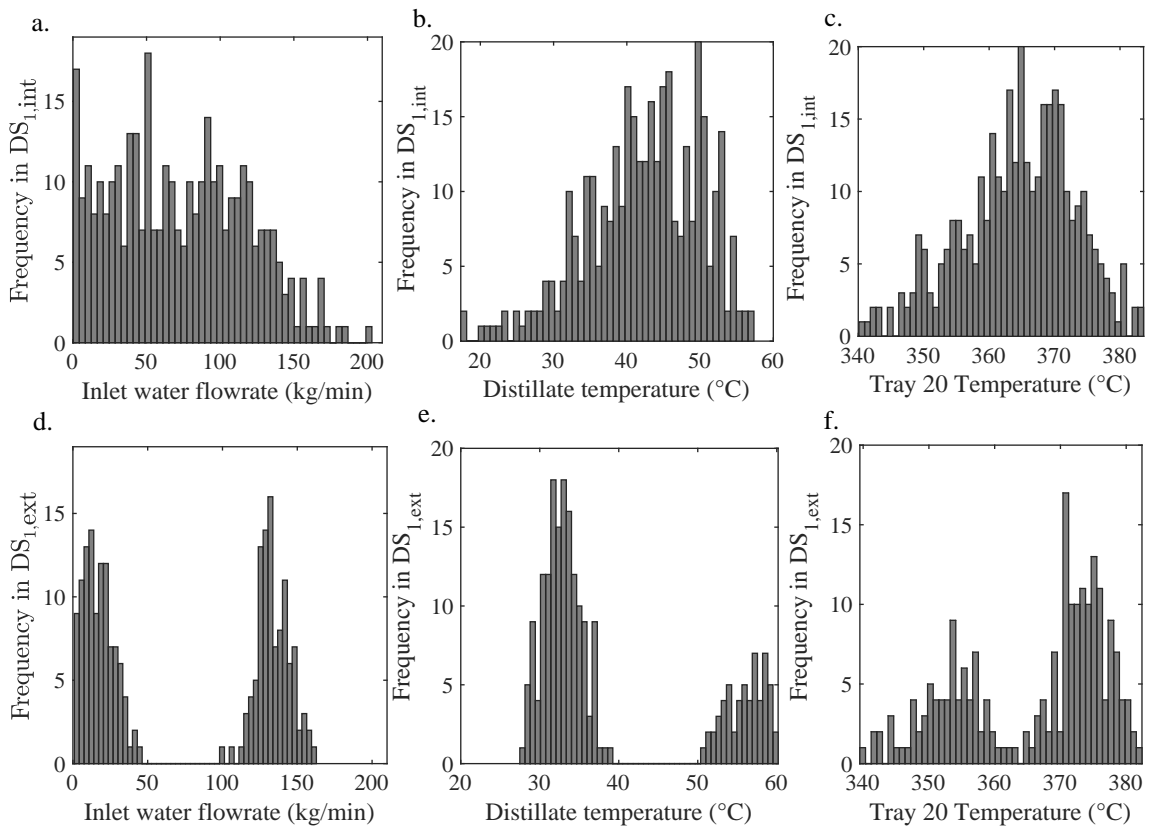 a.
Frequency in DS1,int
15
10
5
0
0 50 100 150 200
Inlet water flowrate (kg/min)
b.
Frequency in DS1,int
20
15
10
5
0
20 30 40 50 60
Distillate temperature (°C)
c.
Frequency in DS1,int
20
15
10
5
0
340 350 360 370 380
Tray 20 Temperature (°C)
d.
Frequency in DS1,ext
15
10
5
0
0 50 100 150 200
Inlet water flowrate (kg/min)
e.
Frequency in DS1,ext
20
15
10
5
0
20 30 40 50 60
Distillate temperature (°C)
f.
Frequency in DS1,ext
20
15
10
5
0
340 350 360 370 380
Tray 20 Temperature (°C)